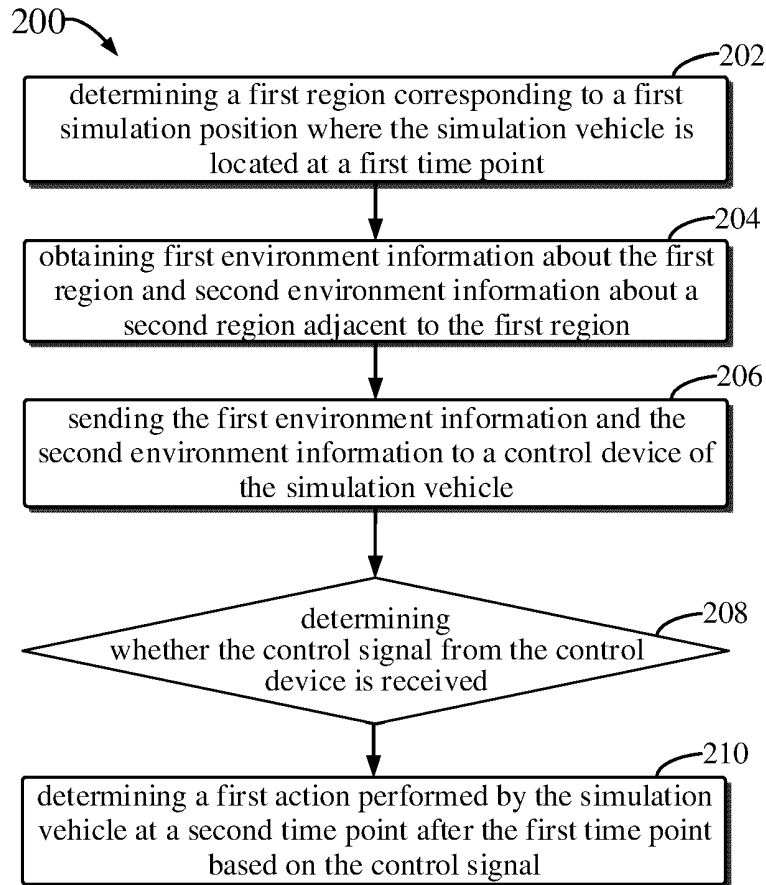 200
202
determining a first region corresponding to a first
simulation position where the simulation vehicle is
located at a first time point
204
obtaining first environment information about the first
region and second environment information about a
second region adjacent to the first region
206
sending the first environment information and the
second environment information to a control device of
the simulation vehicle
208
determining
whether the control signal from the control
device is received
210
determining a first action performed by the simulation
vehicle at a second time point after the first time point
based on the control signal